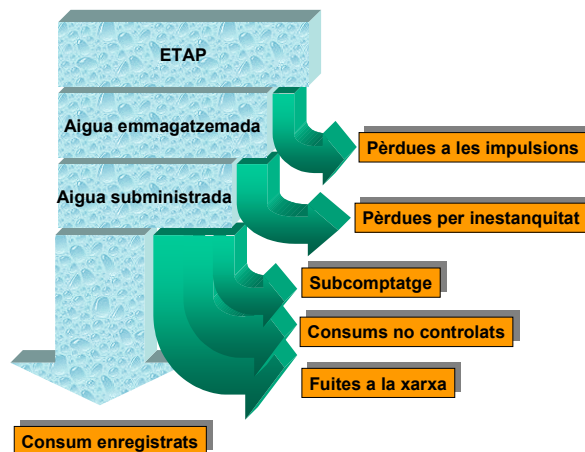 ETAP
Aigua emmagatzemada
Pèrdues a les impulsions
Aigua subministrada
Pèrdues per inestanquitat
Subcomptatge
Consums no controlats
Fuites a la xarxa
Consum enregistrats